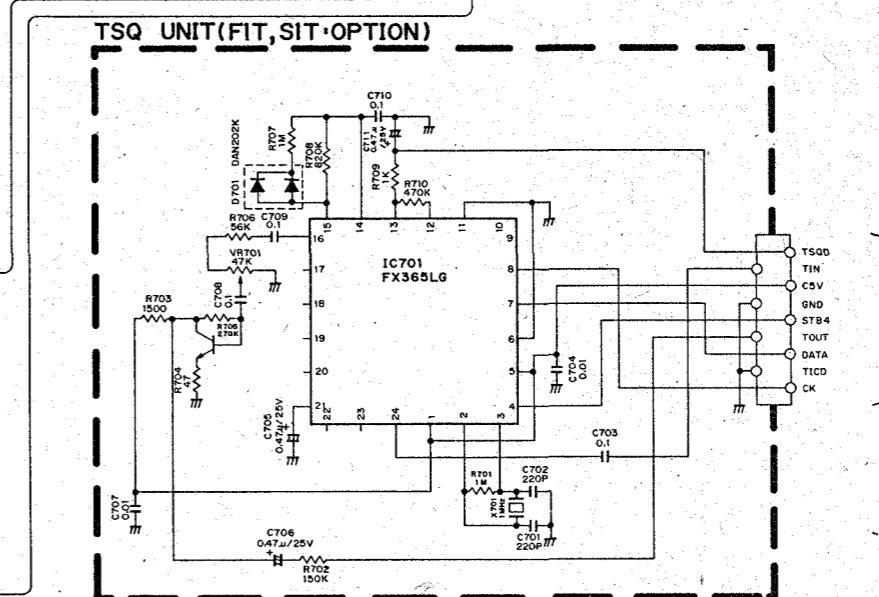 TSQ UNIT(FIT,SIT:OPTION)
C710
0.1
C711
0.47μ
/25V
R707
1M
DAN202K
D701
R708
820K
R709
1K
R710
470K
15
14
13
12
11
10
R706
56K
C709
0.1
16
9
VR701
47K
17
IC701
FX365LG
8
C708
0.1
R703
1500
R705
270K
18
7
19
6
R704
47
20
5
C704
0.01
C705
0.47μ/25V
21
4
22
23
24
1
2
3
C703
0.1
R701
1M
C702
220P
X701
1MHz
C701
220P
C707
0.01
C706
0.47μ/25V
R702
150K
TSQD
TIN
C5V
GND
STB4
TOUT
DATA
TICD
CK